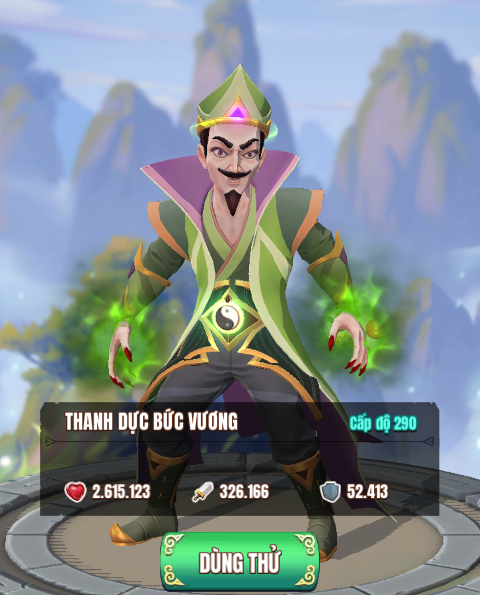 THANH DỰC BỨC VƯƠNG
Cấp độ 290
2.615.123 326.166 52.413
DÙNG THỬ